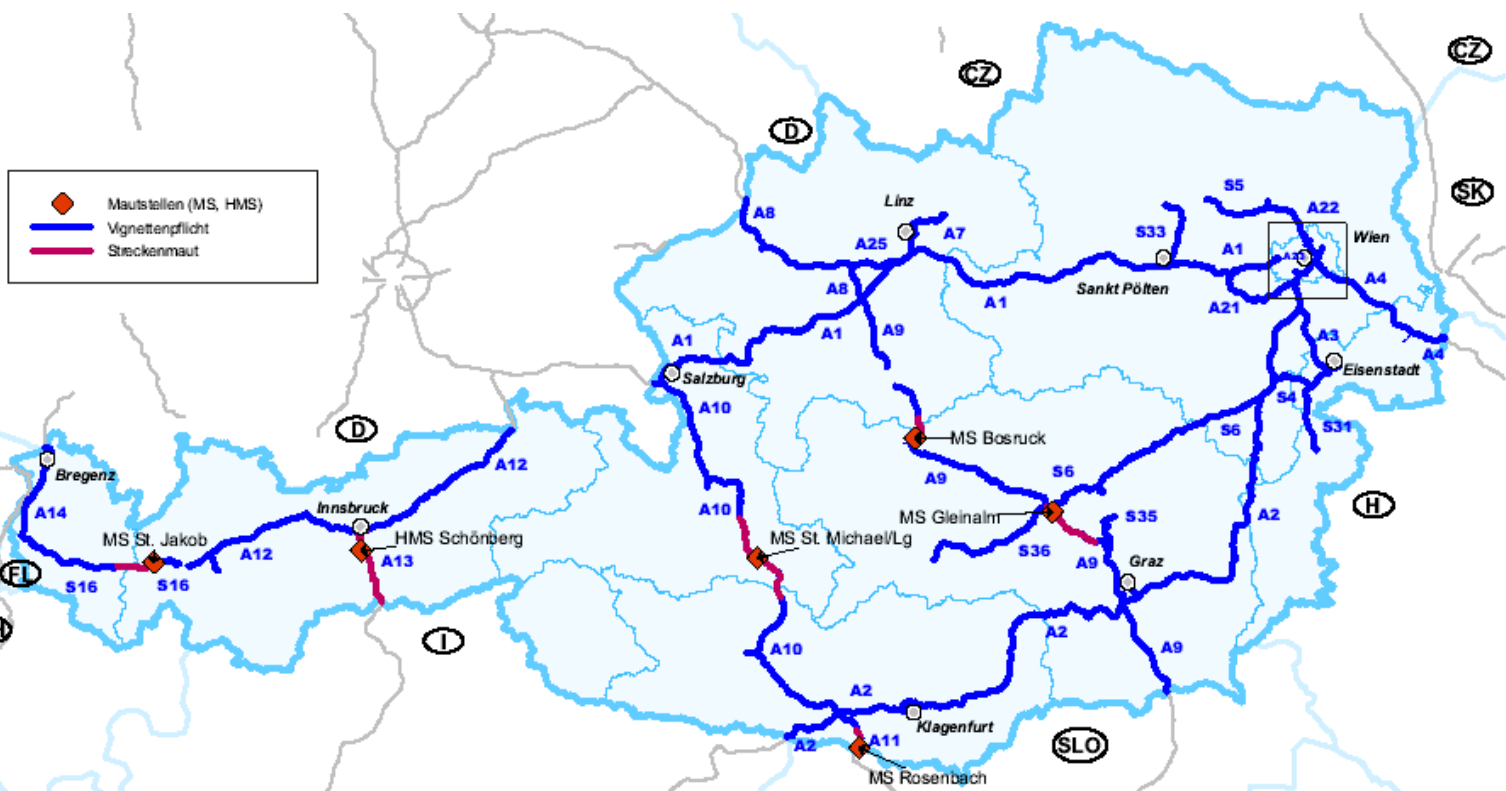 CZ
CZ
D
SK
Mautstellen (MS, HMS)
Vignettenpflicht
Streckenmaut
S5
A22
Linz
A8
A7
S33
A1
Wien
A25
A4
A8
A1
Sankt Pölten
A21
A1
A9
A3
A1
A4
Salzburg
Eisenstadt
S4
A10
D
S6
S31
MS Bosruck
A12
Bregenz
A9
S6
A10
Innsbruck
A14
MS Gleinalm
S35
A2
H
MS St. Jakob
HMS Schönberg
MS St. Michael/Lg
S36
A12
A13
A9
Graz
FL
S16
S16
A2
I
A10
A9
A2
Klagenfurt
A2
A11
SLO
MS Rosenbach